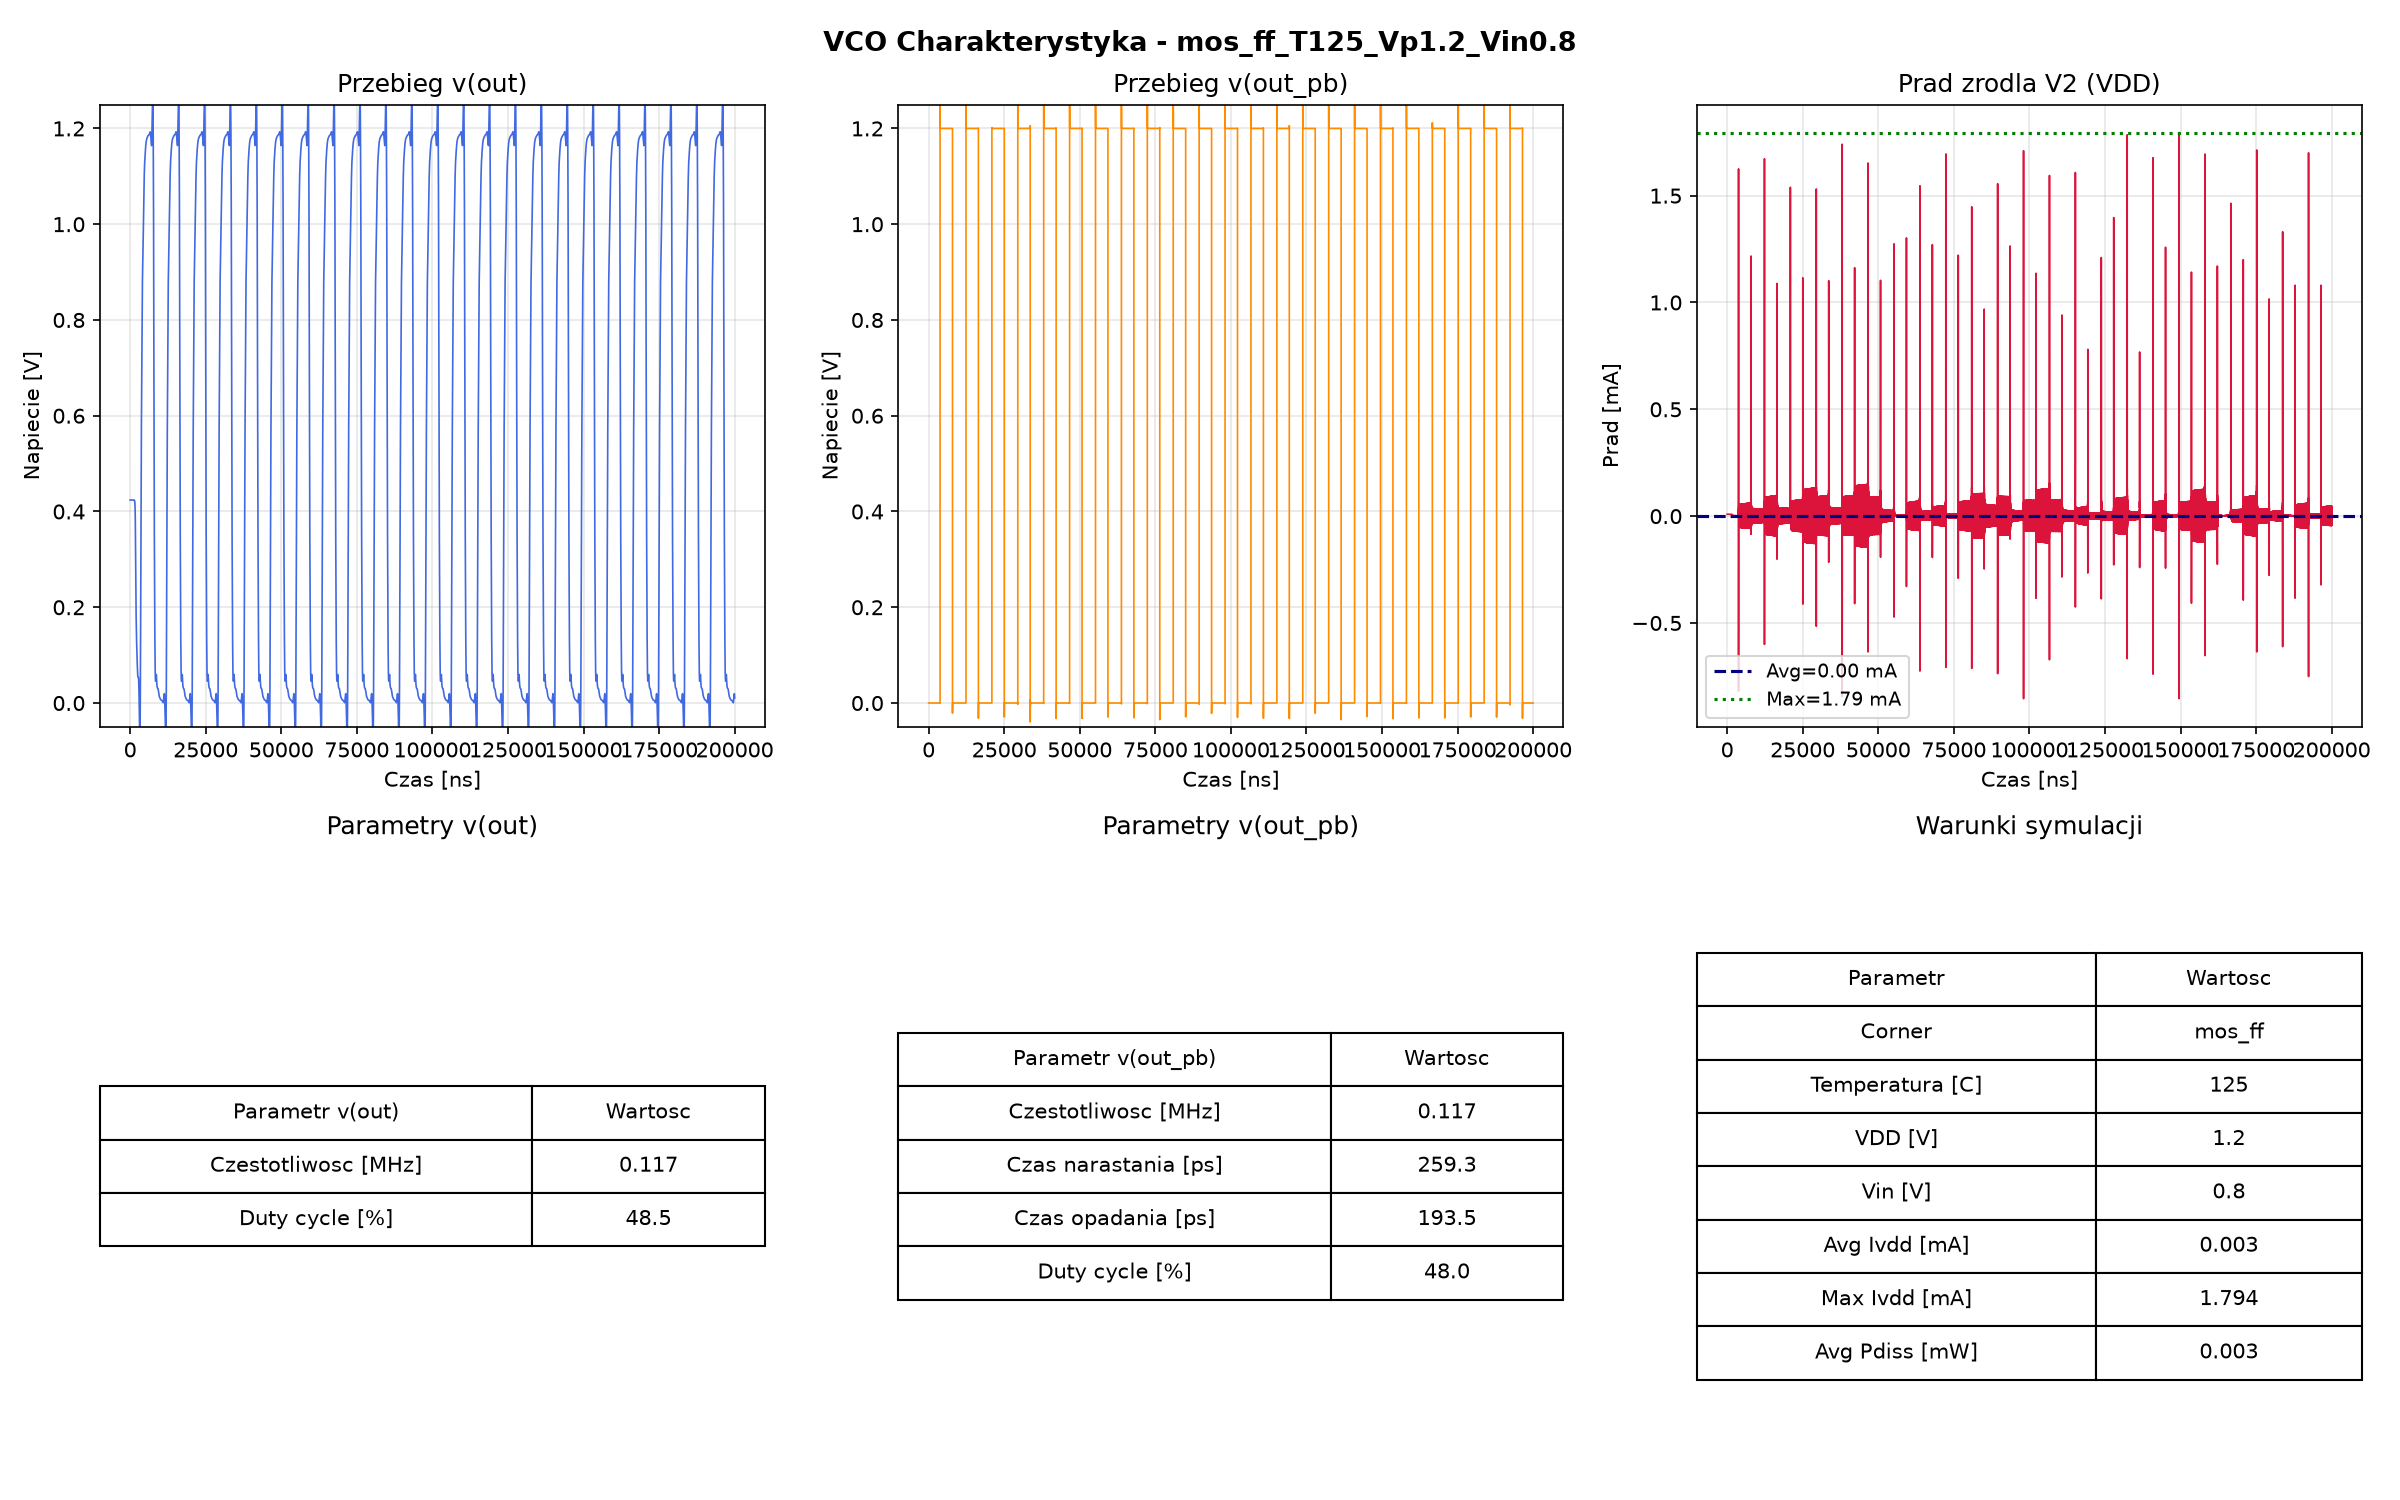 VCO Charakterystyka - mos_ff_T125_Vp1.2_Vin0.8
Przebieg v(out)
Napiecie [V]
1.2
1.0
0.8
0.6
0.4
0.2
0.0
0 25000 50000 75000 100000 125000 150000 175000 200000
Czas [ns]
Przebieg v(out_pb)
Napiecie [V]
1.2
1.0
0.8
0.6
0.4
0.2
0.0
0 25000 50000 75000 100000 125000 150000 175000 200000
Czas [ns]
Prad zrodla V2 (VDD)
Prad [mA]
1.5
1.0
0.5
0.0
−0.5
Avg=0.00 mA
Max=1.79 mA
0 25000 50000 75000 100000 125000 150000 175000 200000
Czas [ns]
Parametry v(out)
Parametr v(out) Wartosc
Czestotliwosc [MHz] 0.117
Duty cycle [%] 48.5
Parametry v(out_pb)
Parametr v(out_pb) Wartosc
Czestotliwosc [MHz] 0.117
Czas narastania [ps] 259.3
Czas opadania [ps] 193.5
Duty cycle [%] 48.0
Warunki symulacji
Parametr Wartosc
Corner mos_ff
Temperatura [C] 125
VDD [V] 1.2
Vin [V] 0.8
Avg Ivdd [mA] 0.003
Max Ivdd [mA] 1.794
Avg Pdiss [mW] 0.003